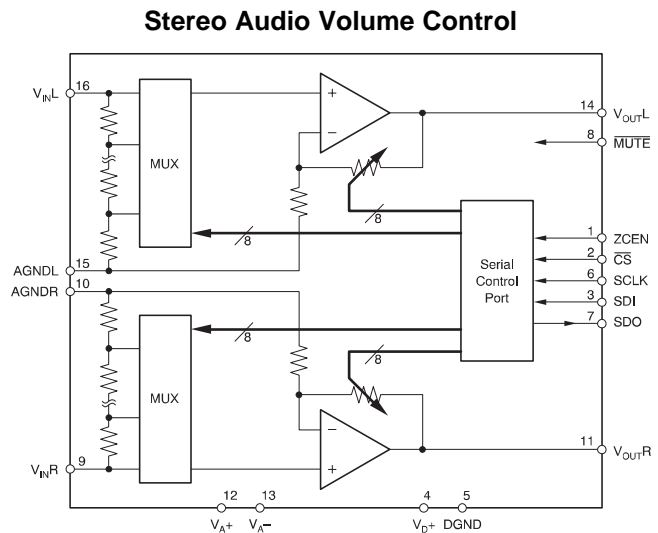 Stereo Audio Volume Control
VINL
16
MUX
+
−
8
8
14
VOUTL
8
MUTE
Serial
Control
Port
1
ZCEN
2
CS
6
SCLK
3
SDI
7
SDO
AGNDL
15
AGNDR
10
8
8
MUX
−
+
VINR
9
11
VOUTR
12
13
4
5
VA+
VA−
VD+
DGND